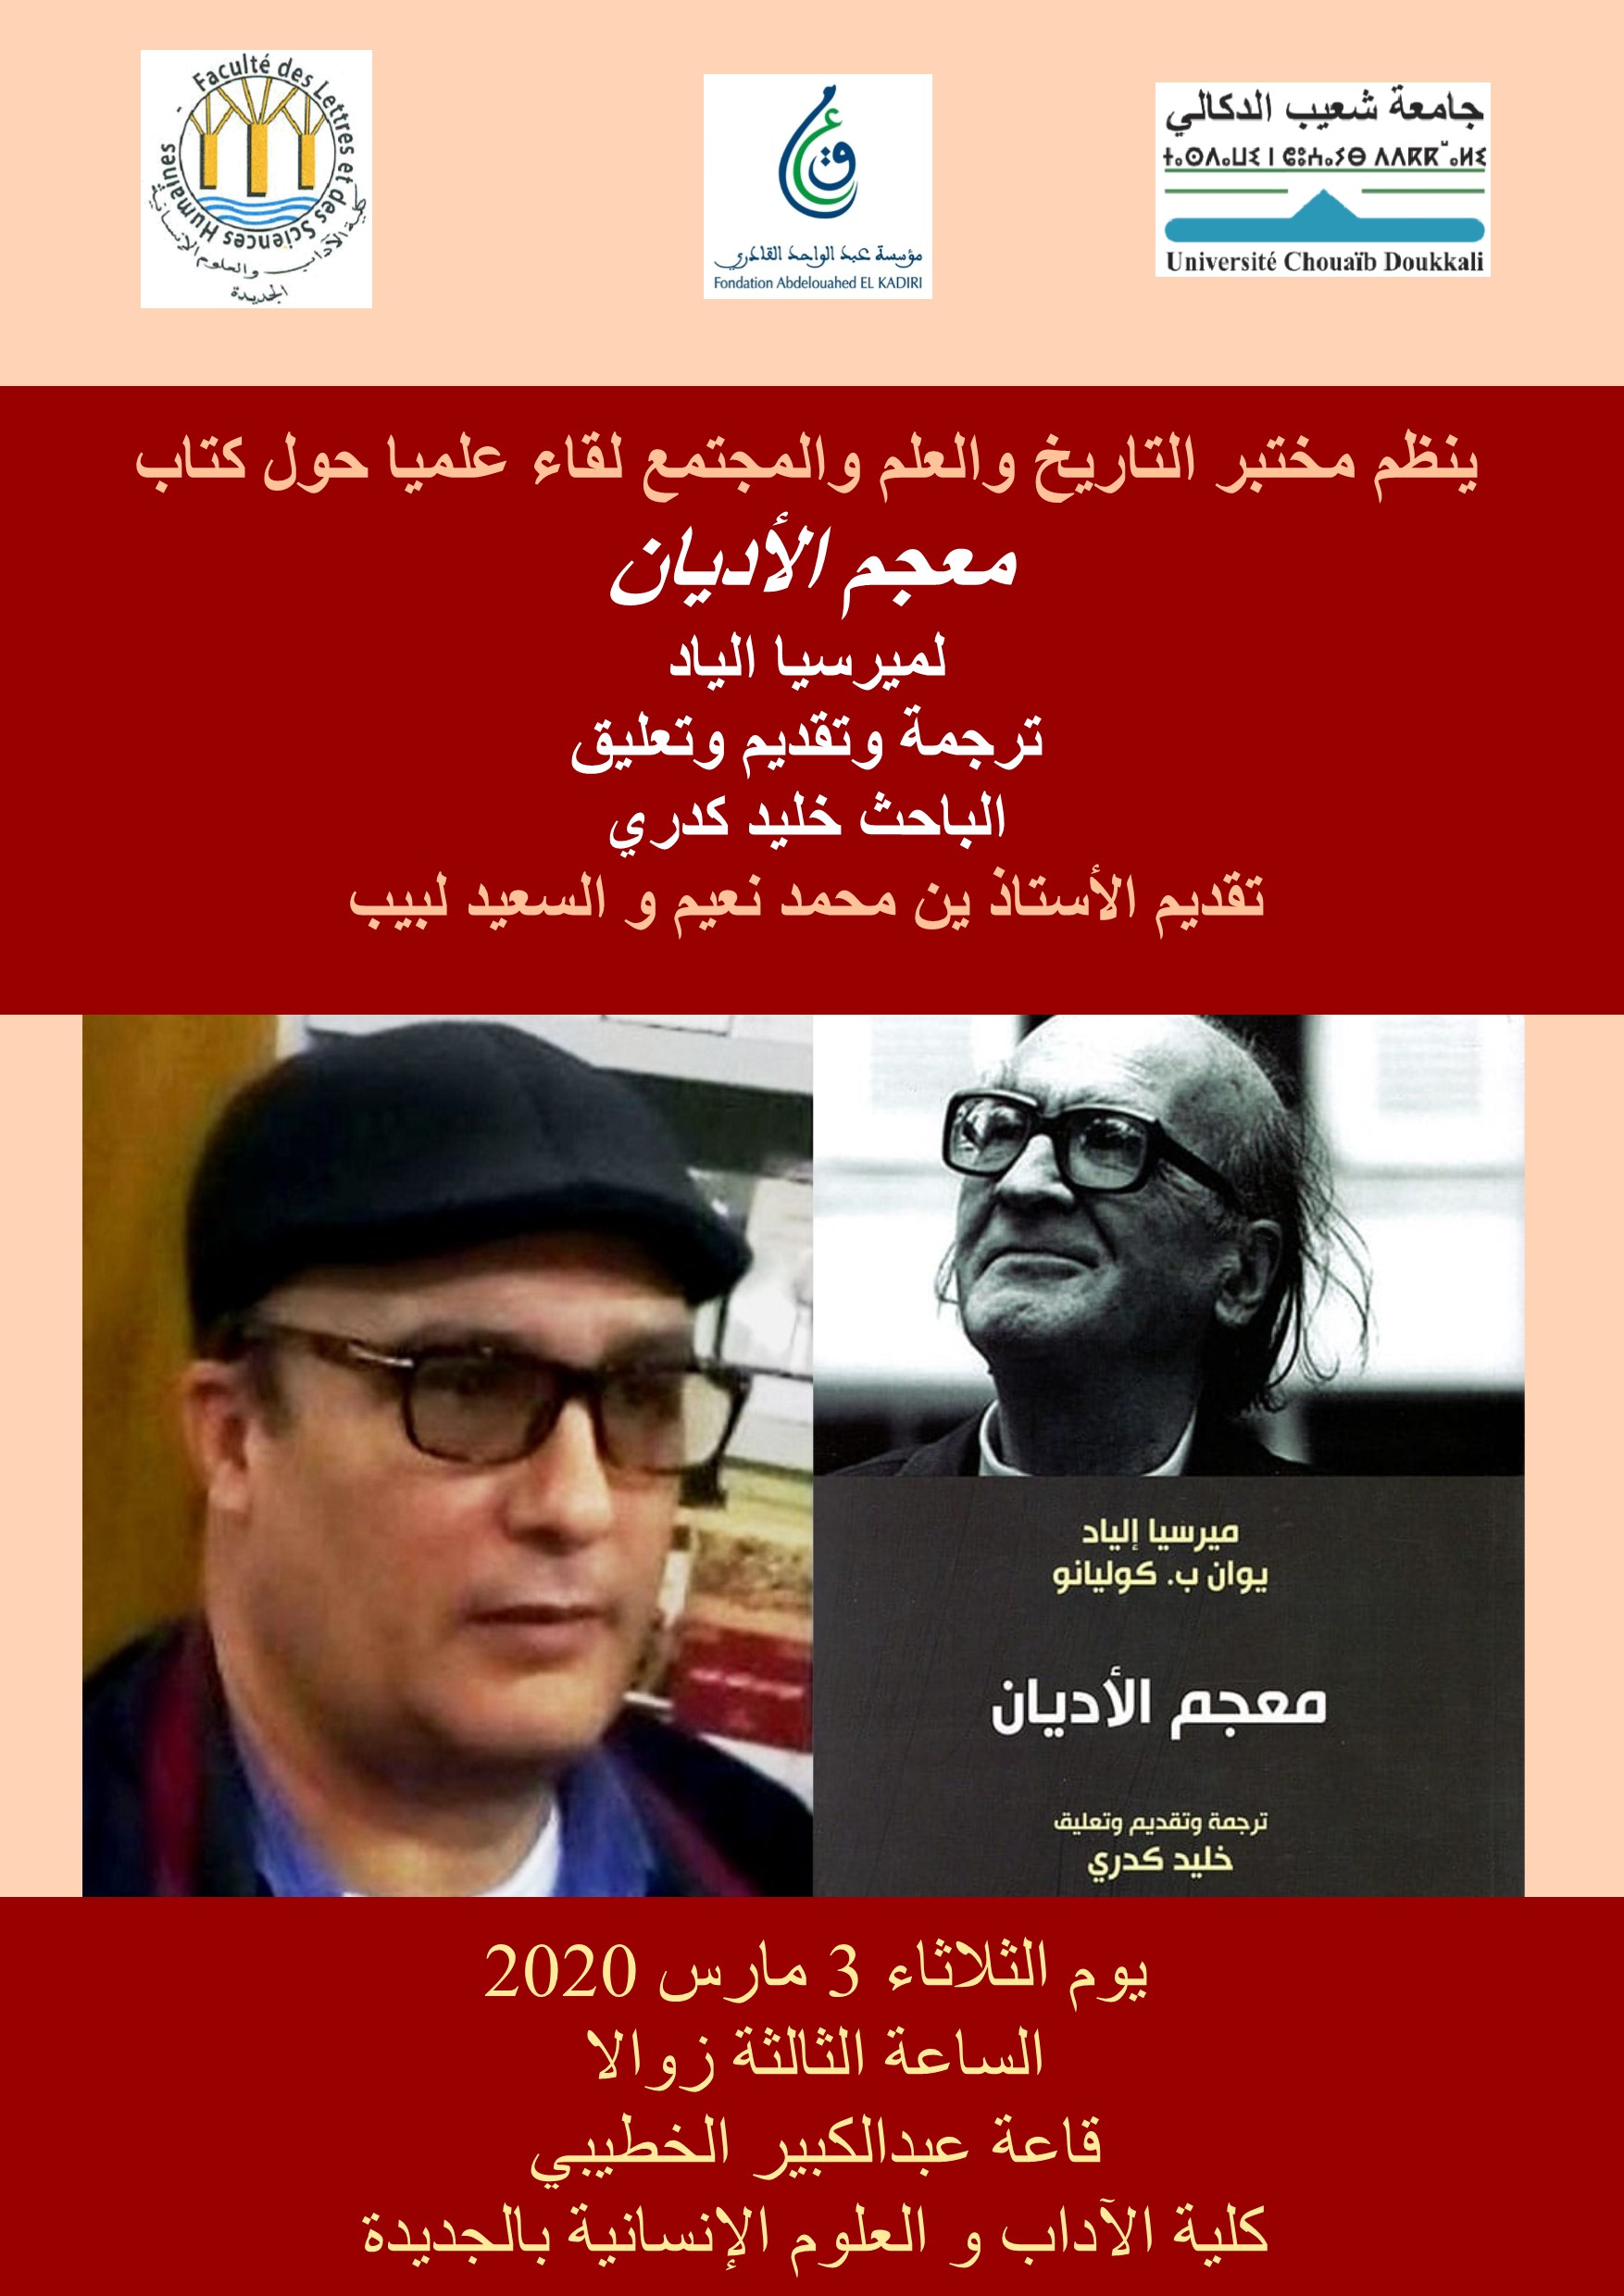 Faculté des Lettres et des Sciences Humaines -
كلية الآداب والعلوم الإنسانية
الجديدة
مؤسسة عبد الواحد القادري
Fondation Abdelouahed EL KADIRI
جامعة شعيب الدكالي
ⵜⴰⵙⴷⴰⵡⵉⵜ ⵏ ⵛⵓⵄⴰⵢⴱ ⴷⴷⴽⴽⴰⵍⵉ
Université Chouaïb Doukkali
ينظم مختبر التاريخ والعلم والمجتمع لقاء علميا حول كتاب
معجم الأديان
لميرسيا الياد
ترجمة وتقديم وتعليق
الباحث خليد كدري
تقديم الأستاذ ين محمد نعيم و السعيد لبيب
ميرسيا إلياد
يوان ب. كوليانو
معجم الأديان
ترجمة وتقديم وتعليق
خليد كدري
يوم الثلاثاء 3 مارس 2020
الساعة الثالثة زوالا
قاعة عبدالكبير الخطيبي
كلية الآداب و العلوم الإنسانية بالجديدة